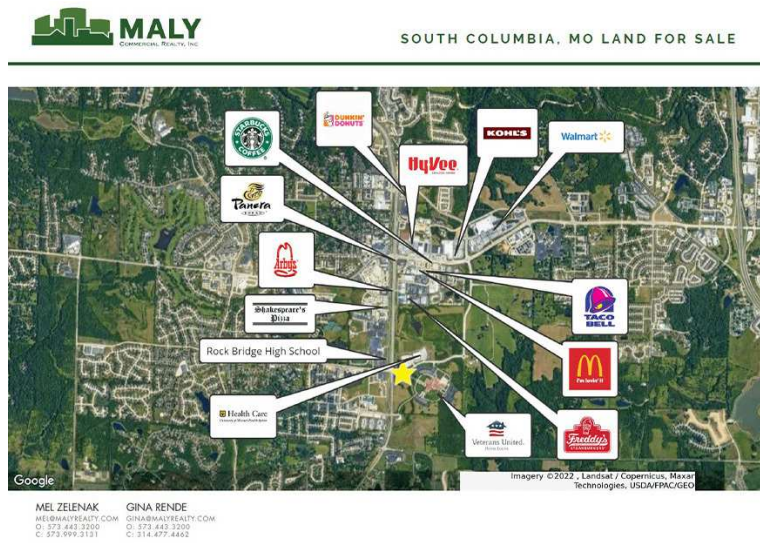 MALY
COMMERCIAL REALTY, INC
SOUTH COLUMBIA, MO LAND FOR SALE
STARBUCKS
COFFEE
DUNKIN'
DONUTS
HyVee
KOHL'S
Walmart
Panera
Arby's
Shakespeare's
Pizza
TACO
BELL
Rock Bridge High School
i'm lovin' it
Health Care
Veterans United
Freddy's
Google
Imagery ©2022 , Landsat / Copernicus, Maxar
Technologies, USDA/FPAC/GEO
MEL ZELENAK
MEL@MALYREALTY.COM
O: 573.443.3200
C: 573.999.3131
GINA RENDE
GINA@MALYREALTY.COM
O: 573.443.3200
C: 314.477.4462